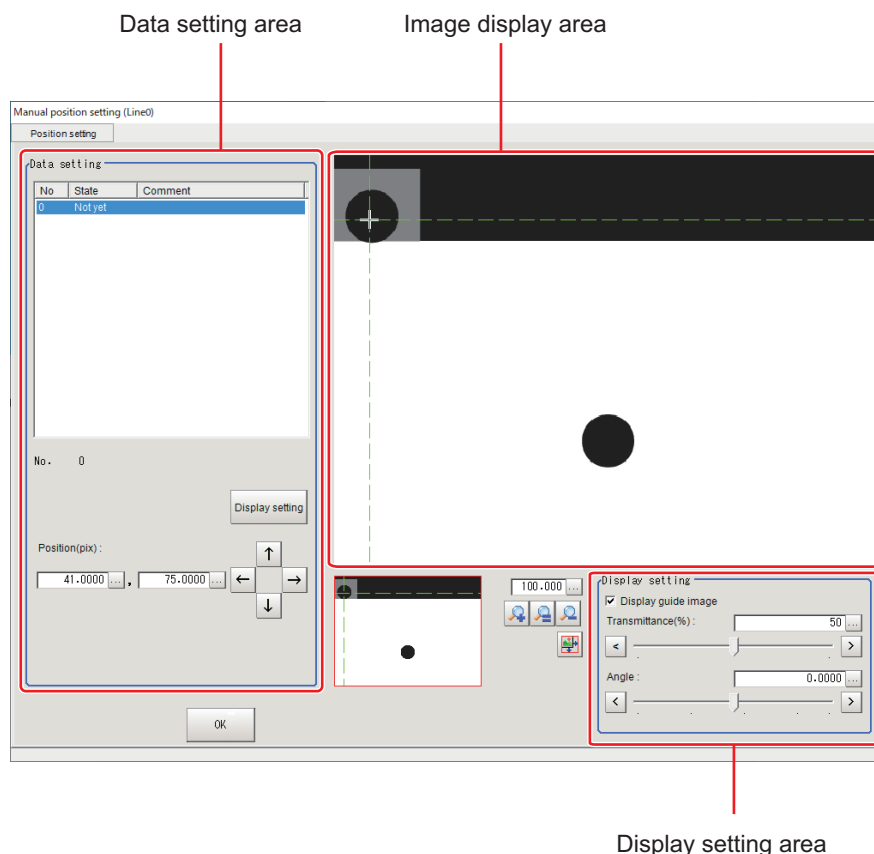 Data setting area
Image display area
Manual position setting (Line0)
Position setting
Data setting
No State Comment
0 Not yet
No. 0
Display setting
Position(pix) :
41.0000 ... , 75.0000 ...
100.000 ...
Display setting
Display guide image
Transmittance(%) :
50 ...
< >
Angle :
0.0000 ...
< >
OK
Display setting area